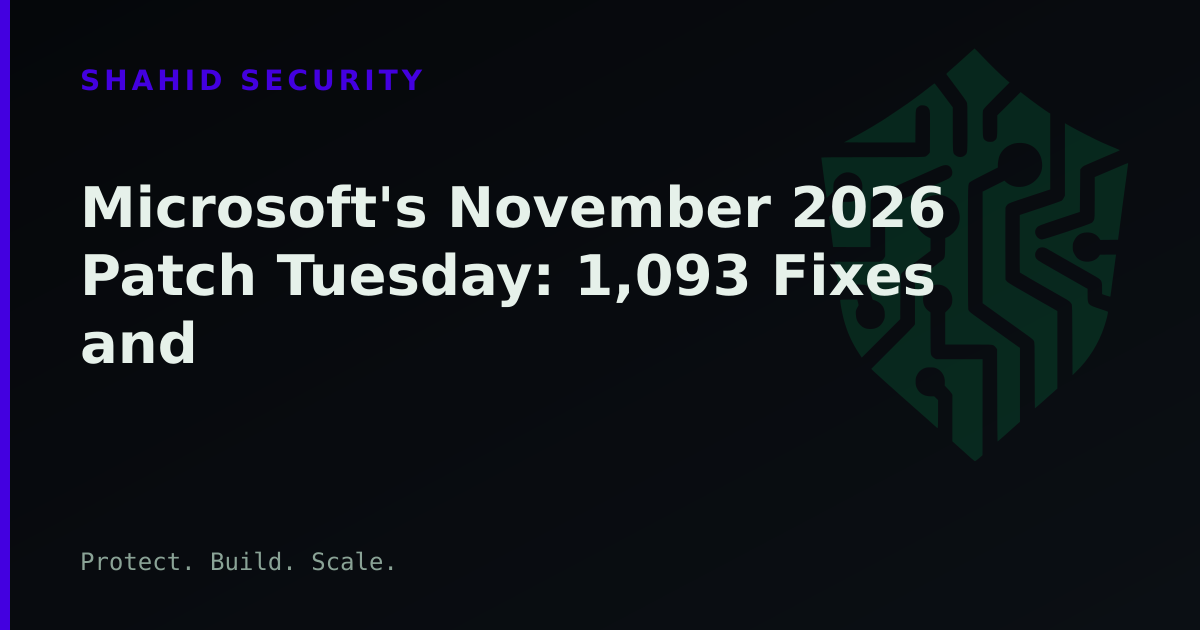 SHAHID SECURITY
Microsoft's November 2026
Patch Tuesday: 1,093 Fixes
and
Protect. Build. Scale.